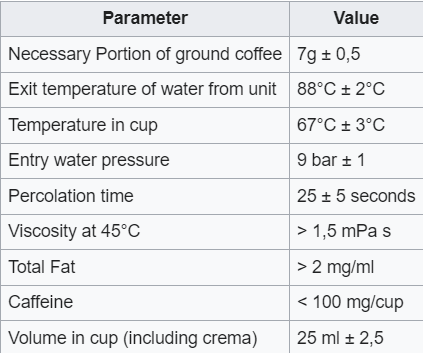 Parameter Value
Necessary Portion of ground coffee 7g ± 0,5
Exit temperature of water from unit 88°C ± 2°C
Temperature in cup 67°C ± 3°C
Entry water pressure 9 bar ± 1
Percolation time 25 ± 5 seconds
Viscosity at 45°C > 1,5 mPa s
Total Fat > 2 mg/ml
Caffeine < 100 mg/cup
Volume in cup (including crema) 25 ml ± 2,5